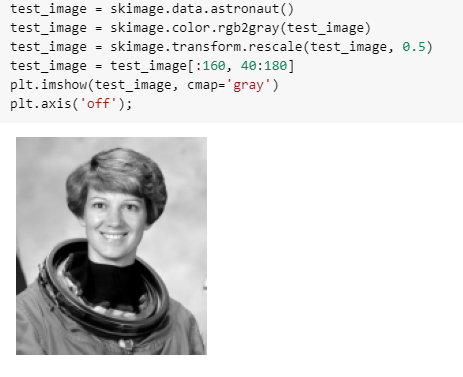 test_image = skimage.data.astronaut()
test_image = skimage.color.rgb2gray(test_image)
test_image = skimage.transform.rescale(test_image, 0.5)
test_image = test_image[:160, 40:180]
plt.imshow(test_image, cmap='gray')
plt.axis('off');